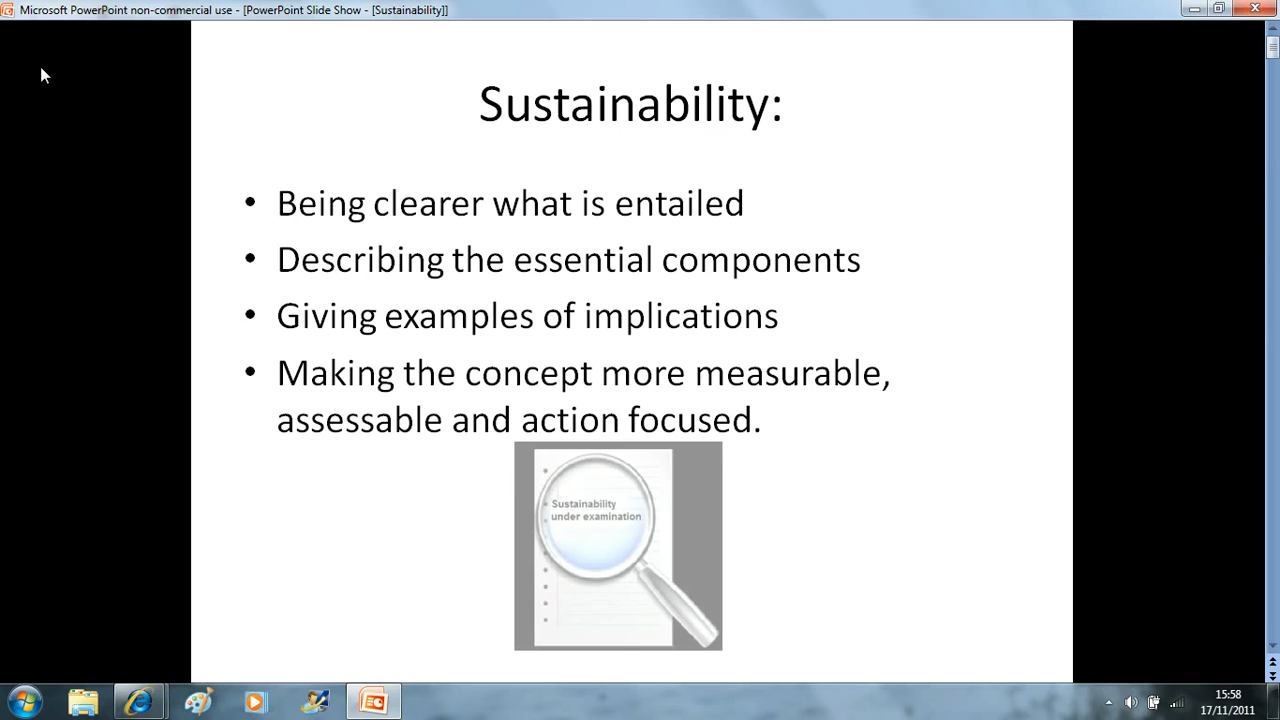 Microsoft PowerPoint non-commercial use - [PowerPoint Slide Show - [Sustainability]]
Sustainability:
• Being clearer what is entailed
• Describing the essential components
• Giving examples of implications
• Making the concept more measurable,
assessable and action focused.
Sustainability
under examination
15:58
17/11/2011